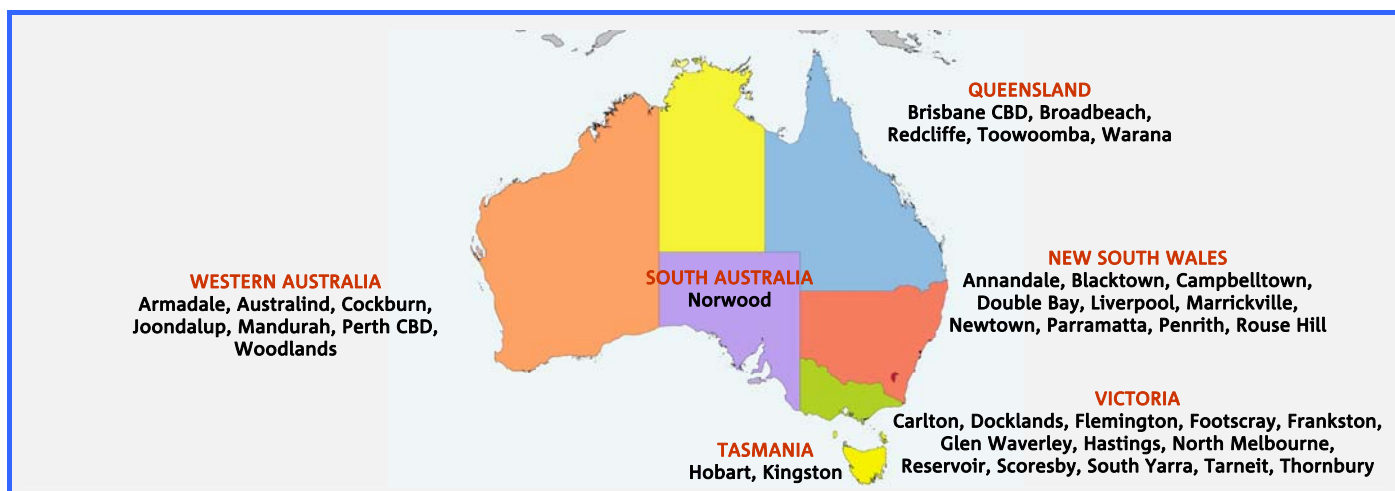 QUEENSLAND
Brisbane CBD, Broadbeach,
Redcliffe, Toowoomba, Warana
WESTERN AUSTRALIA
Armadale, Australind, Cockburn,
Joondalup, Mandurah, Perth CBD,
Woodlands
SOUTH AUSTRALIA
Norwood
NEW SOUTH WALES
Annandale, Blacktown, Campbelltown,
Double Bay, Liverpool, Marrickville,
Newtown, Parramatta, Penrith, Rouse Hill
VICTORIA
Carlton, Docklands, Flemington, Footscray, Frankston,
Glen Waverley, Hastings, North Melbourne,
Reservoir, Scoresby, South Yarra, Tarneit, Thornbury
TASMANIA
Hobart, Kingston